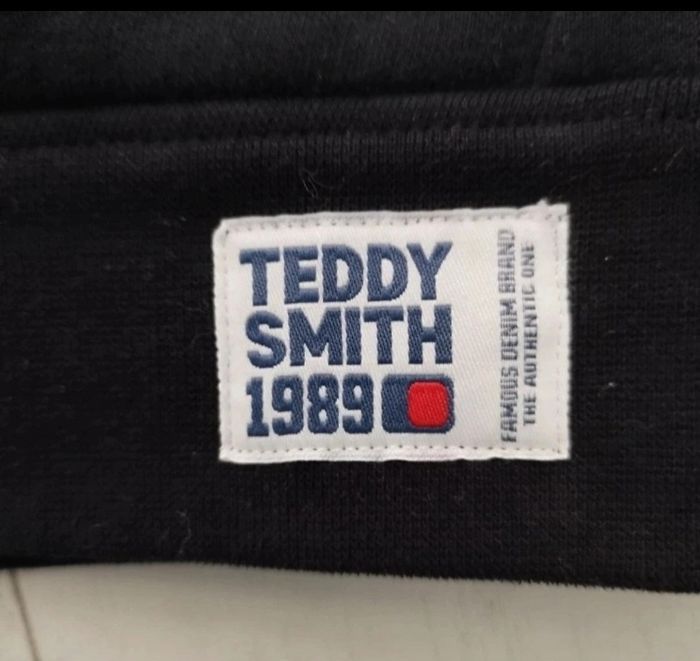 TEDDY
SMITH
1989
FAMOUS DENIM BRAND
THE AUTHENTIC ONE